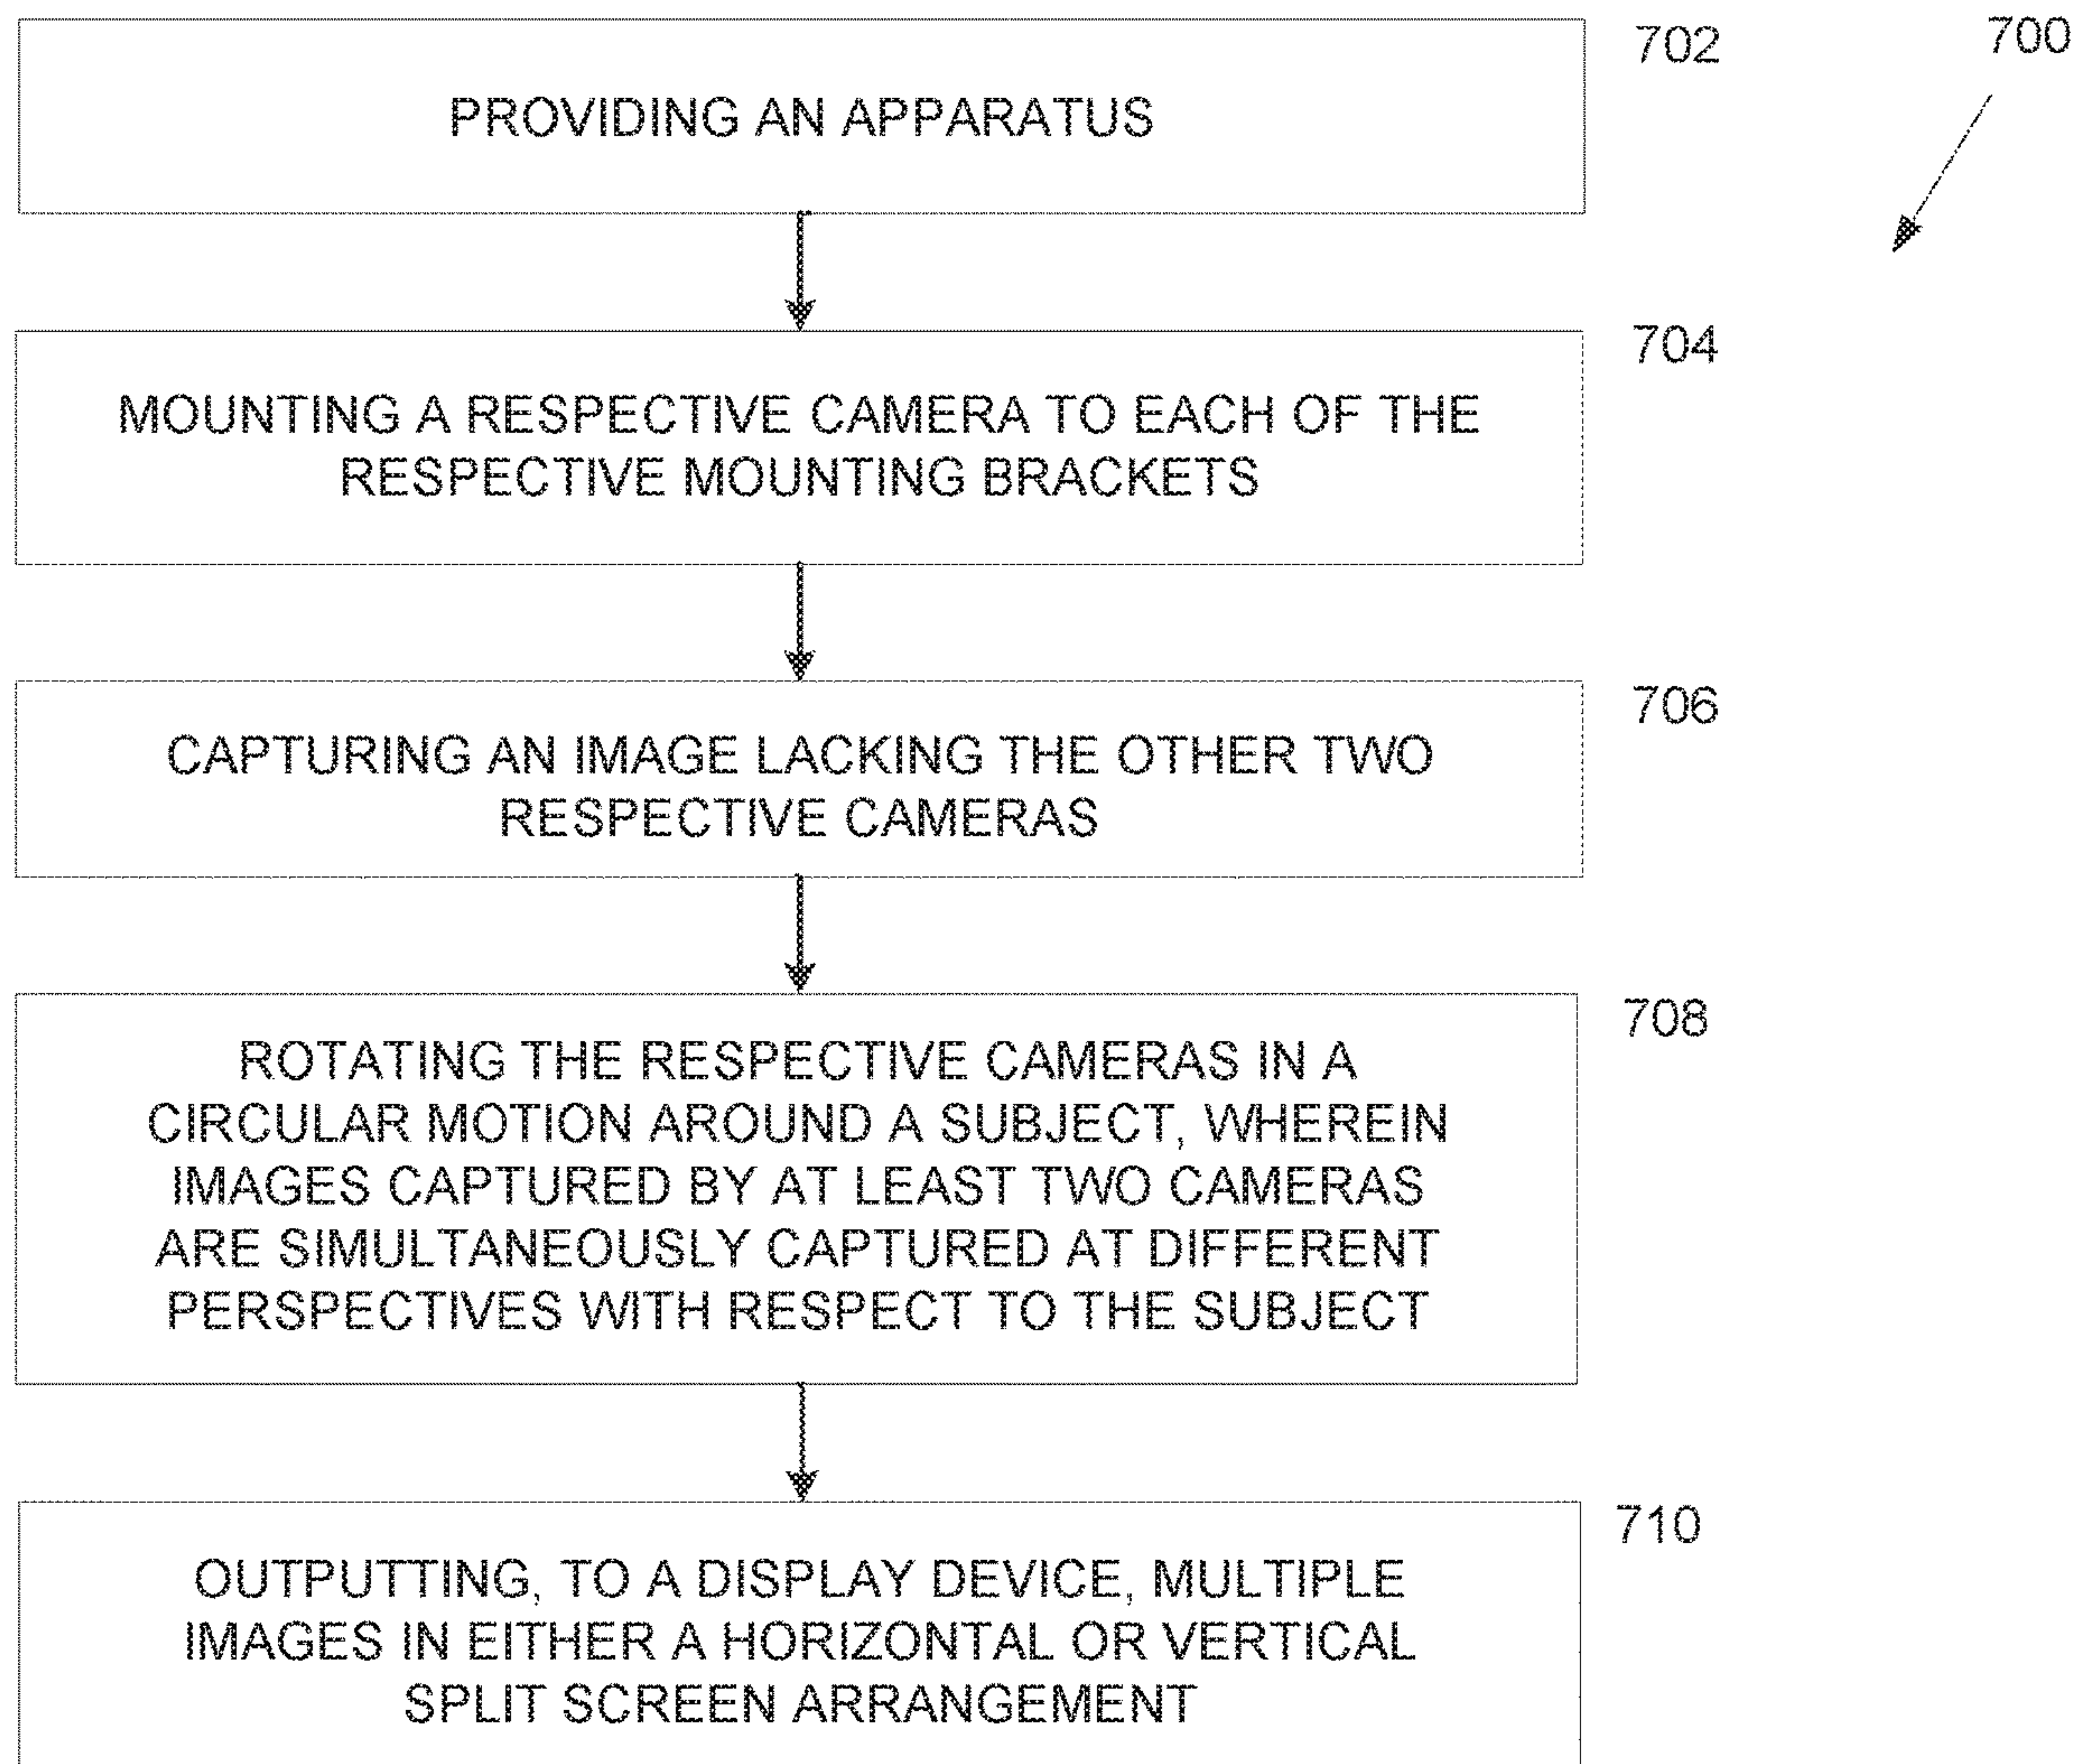 700
702
PROVIDING AN APPARATUS
704
MOUNTING A RESPECTIVE CAMERA TO EACH OF THE
RESPECTIVE MOUNTING BRACKETS
706
CAPTURING AN IMAGE LACKING THE OTHER TWO
RESPECTIVE CAMERAS
708
ROTATING THE RESPECTIVE CAMERAS IN A
CIRCULAR MOTION AROUND A SUBJECT, WHEREIN
IMAGES CAPTURED BY AT LEAST TWO CAMERAS
ARE SIMULTANEOUSLY CAPTURED AT DIFFERENT
PERSPECTIVES WITH RESPECT TO THE SUBJECT
710
OUTPUTTING, TO A DISPLAY DEVICE, MULTIPLE
IMAGES IN EITHER A HORIZONTAL OR VERTICAL
SPLIT SCREEN ARRANGEMENT